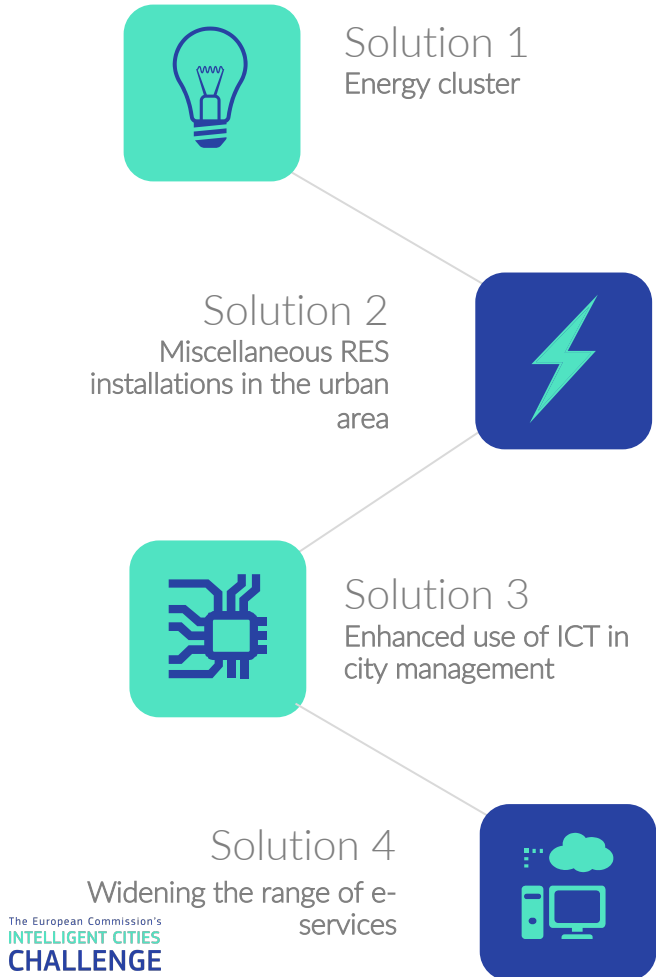 Solution 1
Energy cluster
Solution 2
Miscellaneous RES
installations in the urban
area
Solution 3
Enhanced use of ICT in
city management
Solution 4
Widening the range of e-
services
The European Commission's
INTELLIGENT CITIES
CHALLENGE